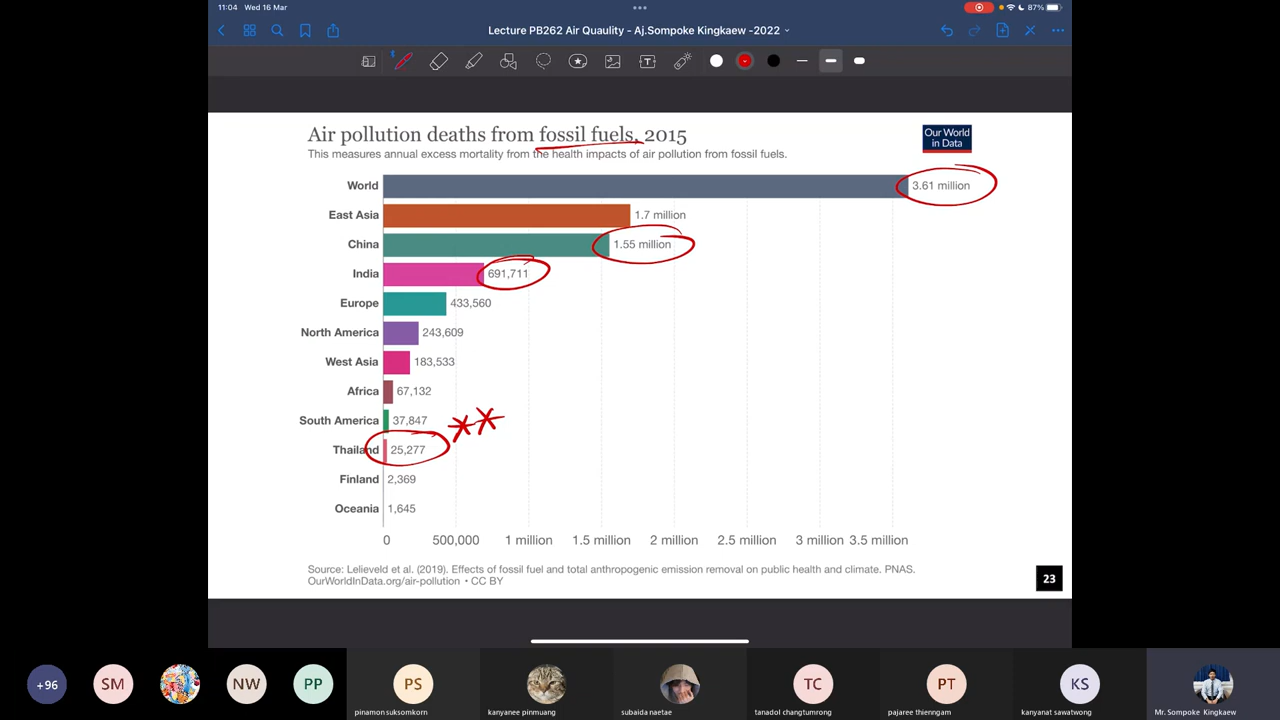 11:04 Wed 16 Mar
87%
Lecture PB262 Air Quaulity - Aj.Sompoke Kingkaew -2022
Air pollution deaths from fossil fuels, 2015
This measures annual excess mortality from the health impacts of air pollution from fossil fuels.
Our World
in Data
World 3.61 million
East Asia 1.7 million
China 1.55 million
India 691,711
Europe 433,560
North America 243,609
West Asia 183,533
Africa 67,132
South America 37,847
Thailand 25,277
Finland 2,369
Oceania 1,645
0 500,000 1 million 1.5 million 2 million 2.5 million 3 million 3.5 million
Source: Lelieveld et al. (2019). Effects of fossil fuel and total anthropogenic emission removal on public health and climate. PNAS.
OurWorldInData.org/air-pollution • CC BY
23
+96 SM NW PP PS TC PT KS
pinamon suksomkorn kanyanee pinmuang subaida naetae tanadol changtumrong pajaree thienngam kanyanat sawatwong Mr. Sompoke Kingkaew